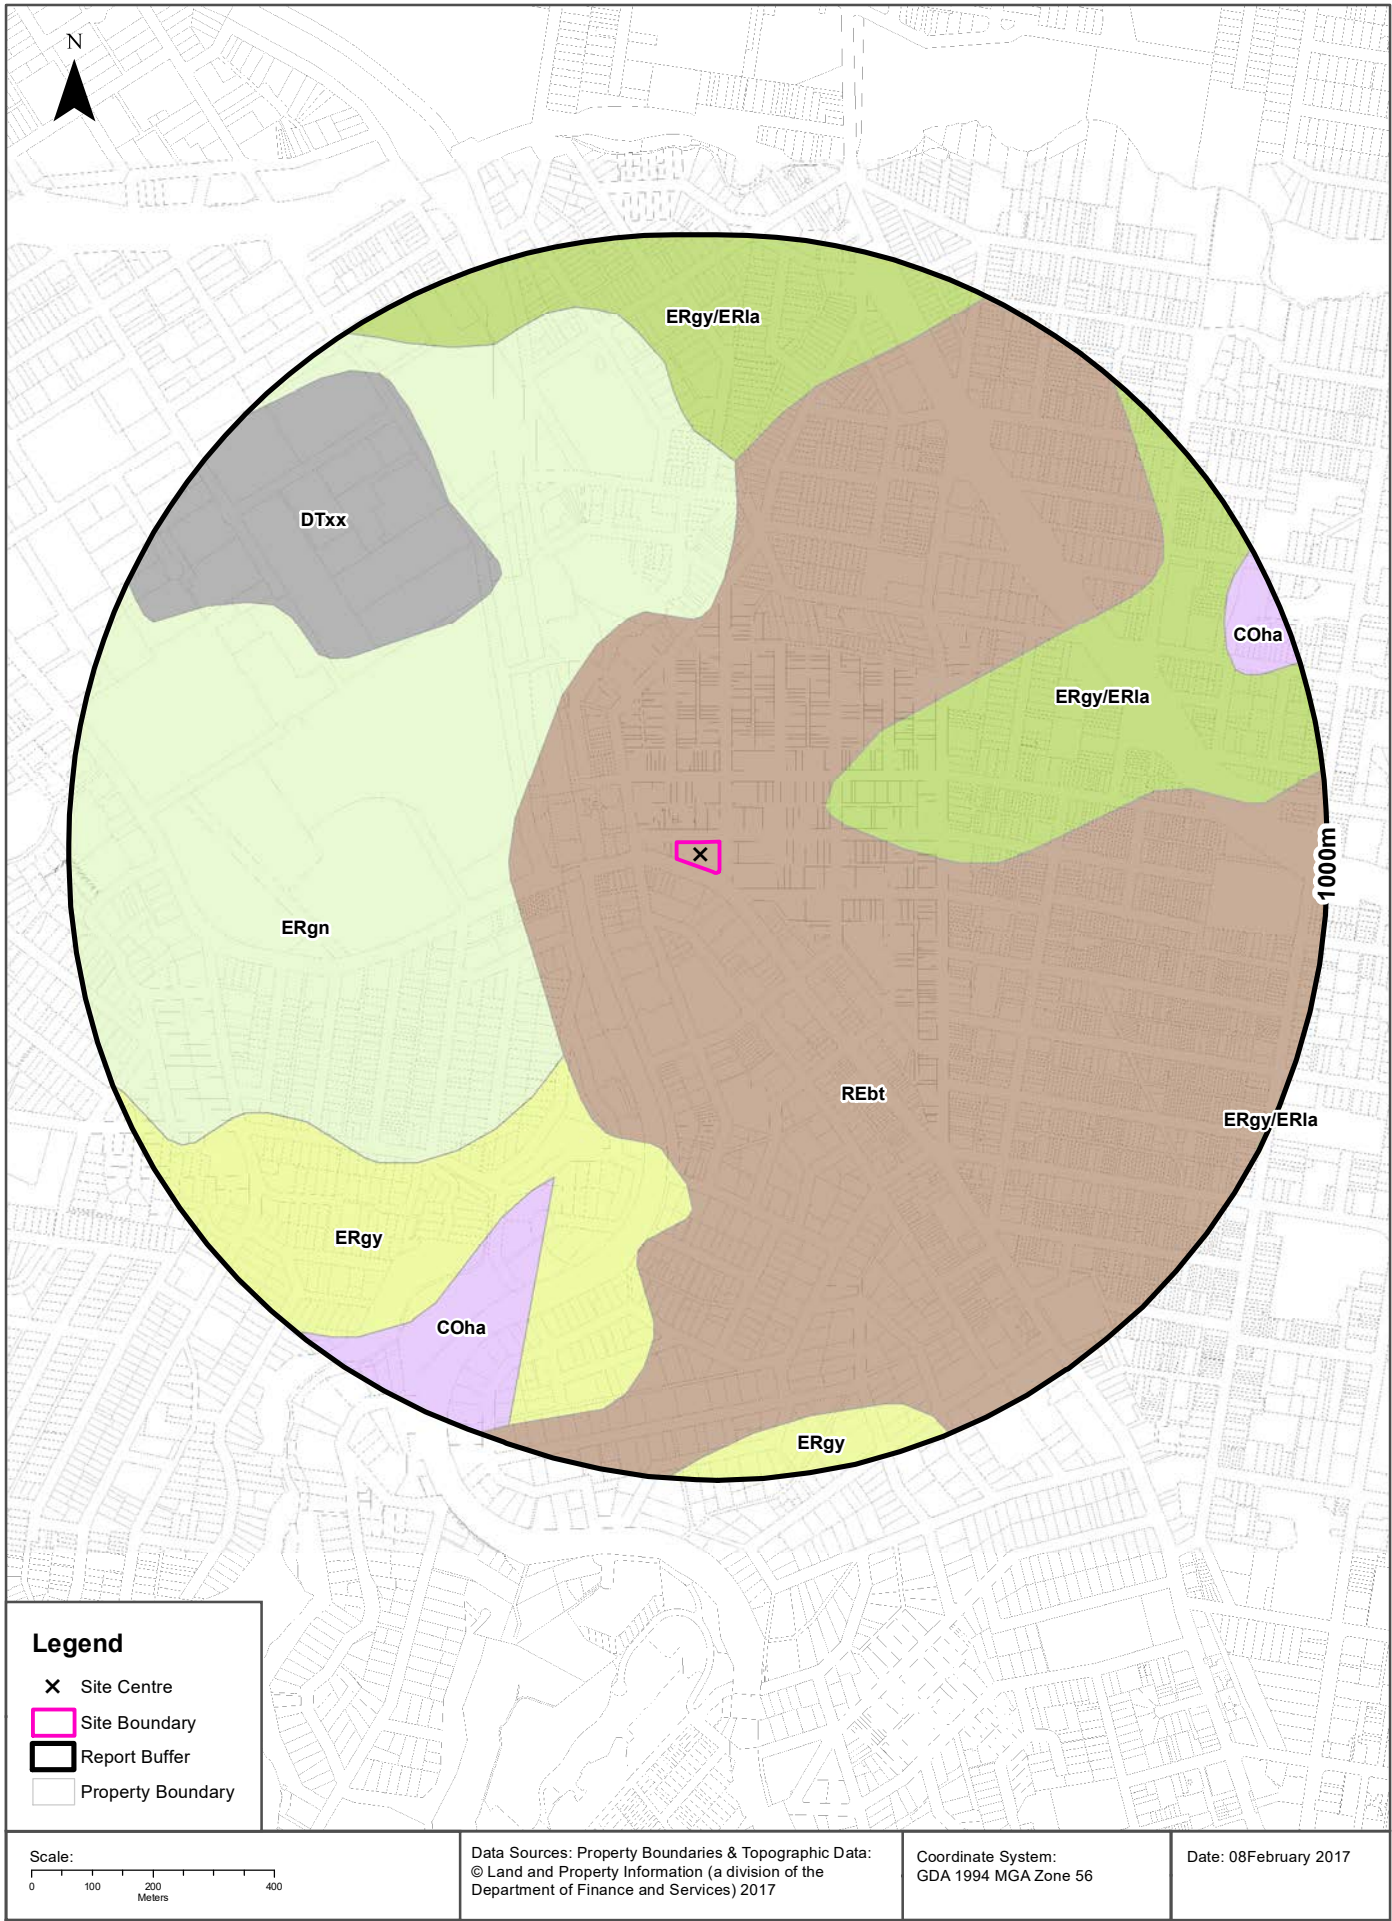 N
ERgy/ERla
DTxx
COha
ERgy/ERla
1000m
ERgn
REbt
ERgy/ERla
ERgy
COha
ERgy
Legend
Site Centre
Site Boundary
Report Buffer
Property Boundary
Scale:
0 100 200 400
Meters
Data Sources: Property Boundaries & Topographic Data:
© Land and Property Information (a division of the
Department of Finance and Services) 2017
Coordinate System:
GDA 1994 MGA Zone 56
Date: 08February 2017